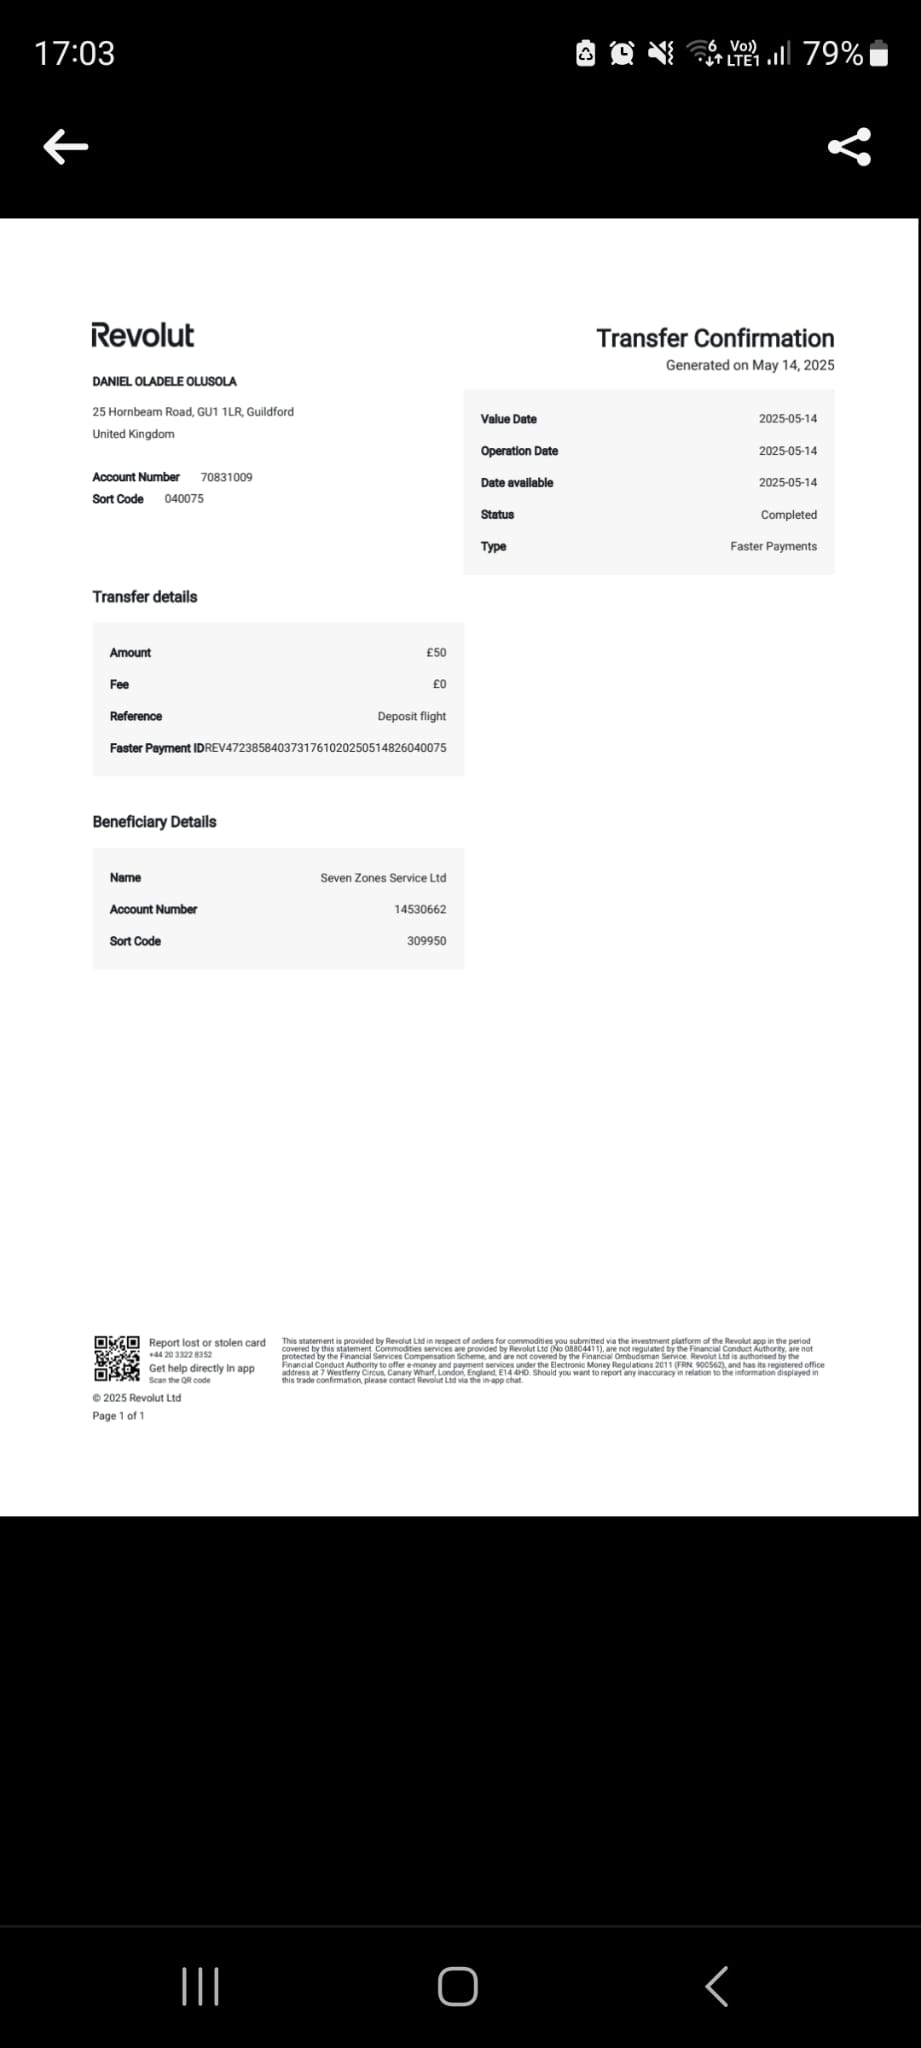 17:03
6 Vo)) LTE1 79%
Revolut
Transfer Confirmation
Generated on May 14, 2025
DANIEL OLADELE OLUSOLA
25 Hornbeam Road, GU1 1LR, Guildford
United Kingdom
Account Number 70831009
Sort Code 040075
Value Date 2025-05-14
Operation Date 2025-05-14
Date available 2025-05-14
Status Completed
Type Faster Payments
Transfer details
Amount £50
Fee £0
Reference Deposit flight
Faster Payment IDREV4723858403731761020250514826040075
Beneficiary Details
Name Seven Zones Service Ltd
Account Number 14530662
Sort Code 309950
Report lost or stolen card
+44 20 3322 8352
Get help directly In app
Scan the QR code
This statement is provided by Revolut Ltd in respect of orders for commodities you submitted via the investment platform of the Revolut app in the period
covered by this statement. Commodities services are provided by Revolut Ltd (No 08804411), are not regulated by the Financial Conduct Authority, are not
protected by the Financial Services Compensation Scheme, and are not covered by the Financial Ombudsman Service. Revolut Ltd is authorised by the
Financial Conduct Authority to offer e-money and payment services under the Electronic Money Regulations 2011 (FRN: 900562), and has its registered office
address at 7 Westferry Circus, Canary Wharf, London, England, E14 4HD. Should you want to report any inaccuracy in relation to the information displayed in
this trade confirmation, please contact Revolut Ltd via the in-app chat.
© 2025 Revolut Ltd
Page 1 of 1